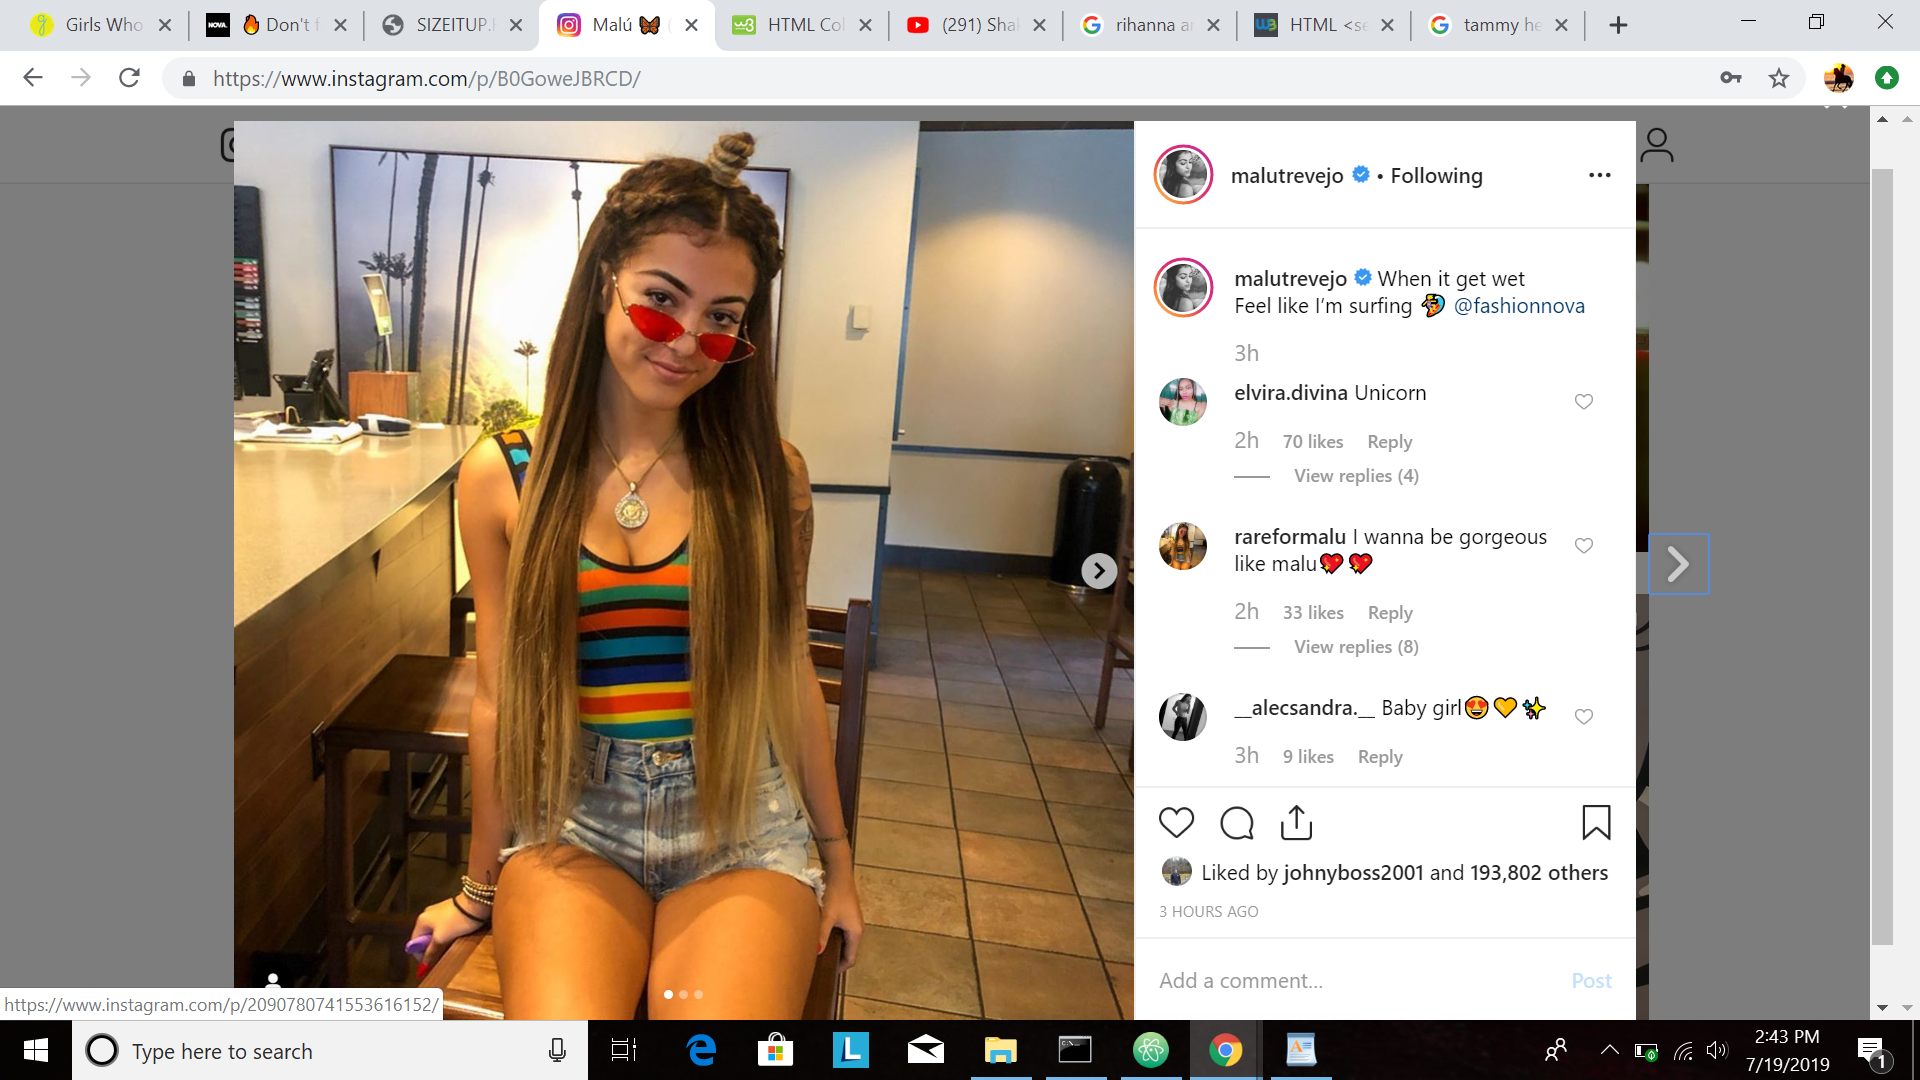 Girls Who
NOVA.
🔥 Don't f
SIZEITUP.
Malú 🦋 (
HTML Col
(291) Shak
rihanna a
HTML <se
tammy he
https://www.instagram.com/p/B0GoweJBRCD/
malutrevejo • Following
malutrevejo When it get wet
Feel like I'm surfing 🏄 @fashionnova
3h
elvira.divina Unicorn
2h 70 likes Reply
View replies (4)
rareformalu I wanna be gorgeous
like malu💖💖
2h 33 likes Reply
View replies (8)
__alecsandra.__ Baby girl😍💛✨
3h 9 likes Reply
Liked by johnyboss2001 and 193,802 others
3 HOURS AGO
Add a comment... Post
https://www.instagram.com/p/2090780741553616152/
Type here to search
2:43 PM
7/19/2019
1